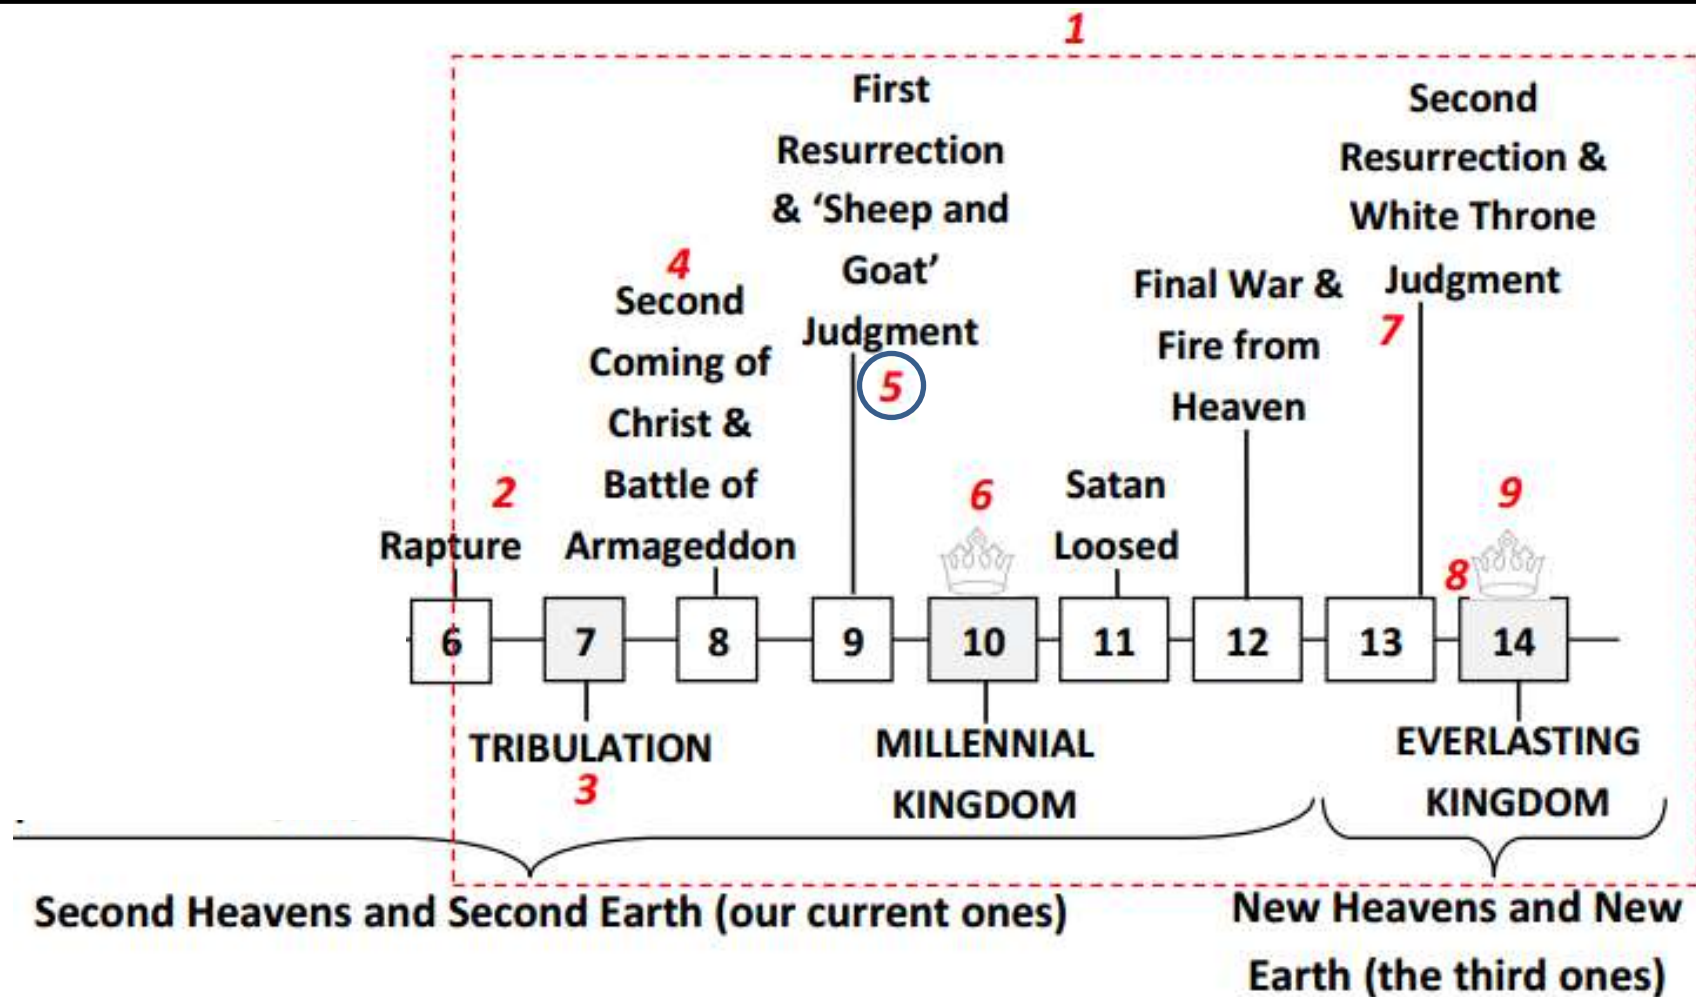 1
First
Resurrection
& ‘Sheep and
Goat’
Judgment
5
Second
Resurrection &
White Throne
Judgment
7
4
Second
Coming of
Christ &
Battle of
Armageddon
Final War &
Fire from
Heaven
2
Rapture
6
Satan
Loosed
9
8
6 7 8 9 10 11 12 13 14
TRIBULATION
3
MILLENNIAL
KINGDOM
EVERLASTING
KINGDOM
Second Heavens and Second Earth (our current ones)
New Heavens and New
Earth (the third ones)